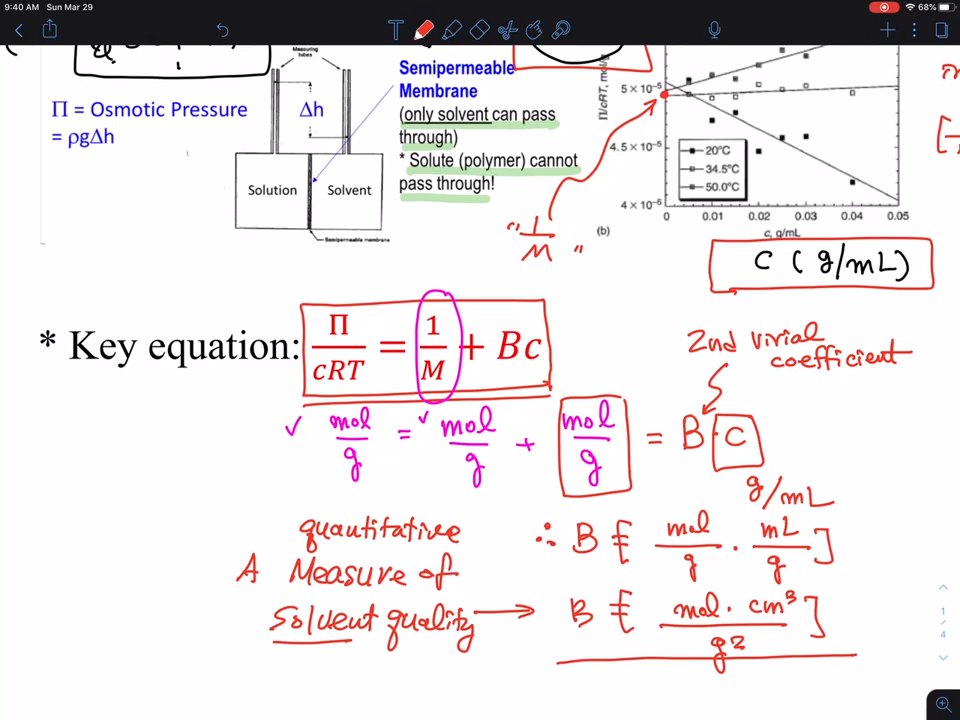 9:40 AM Sun Mar 29
68%
T
Measuring
tubes
Π = Osmotic Pressure
= ρgΔh
Δh
Solution
Solvent
Semipermeable membrane
Semipermeable
Membrane
(only solvent can pass
through)
* Solute (polymer) cannot
pass through!
Π/cRT, mol/g
5 × 10⁻⁵
4.5 × 10⁻⁵
4 × 10⁻⁵
20°C
34.5°C
50.0°C
0 0.01 0.02 0.03 0.04 0.05
c, g/mL
(b)
" 1/M "
C (g/mL)
* Key equation: Π/cRT = 1/M + Bc
2nd virial
coefficient
mol/g = mol/g + mol/g = B · C
g/mL
quantitative
A Measure of
Solvent quality →
∴ B [ mol/g · mL/g ]
B [ mol · cm³/g² ]
1
/
4